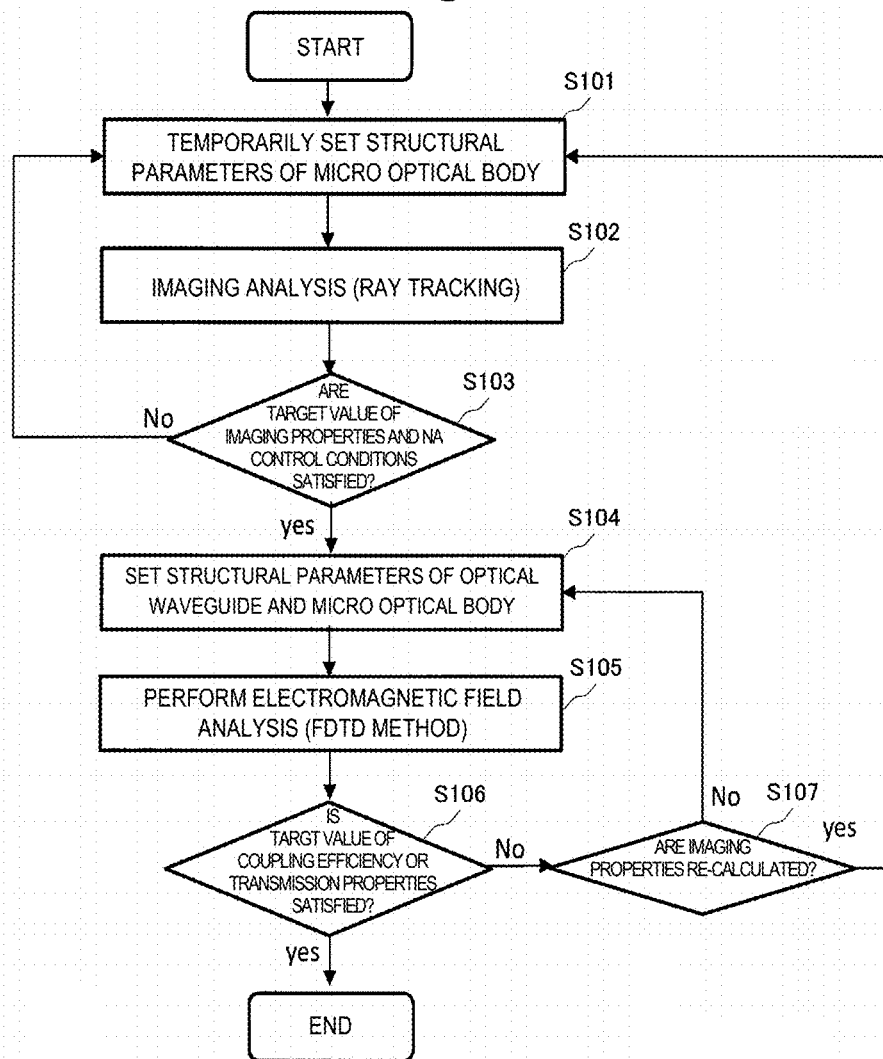 START
S101
TEMPORARILY SET STRUCTURAL
PARAMETERS OF MICRO OPTICAL BODY
S102
IMAGING ANALYSIS (RAY TRACKING)
S103
ARE
TARGET VALUE OF
IMAGING PROPERTIES AND NA
CONTROL CONDITIONS
SATISFIED?
No
yes
S104
SET STRUCTURAL PARAMETERS OF OPTICAL
WAVEGUIDE AND MICRO OPTICAL BODY
S105
PERFORM ELECTROMAGNETIC FIELD
ANALYSIS (FDTD METHOD)
S106
IS
TARGT VALUE OF
COUPLING EFFICIENCY OR
TRANSMISSION PROPERTIES
SATISFIED?
No
yes
S107
ARE IMAGING
PROPERTIES RE-CALCULATED?
No
yes
END